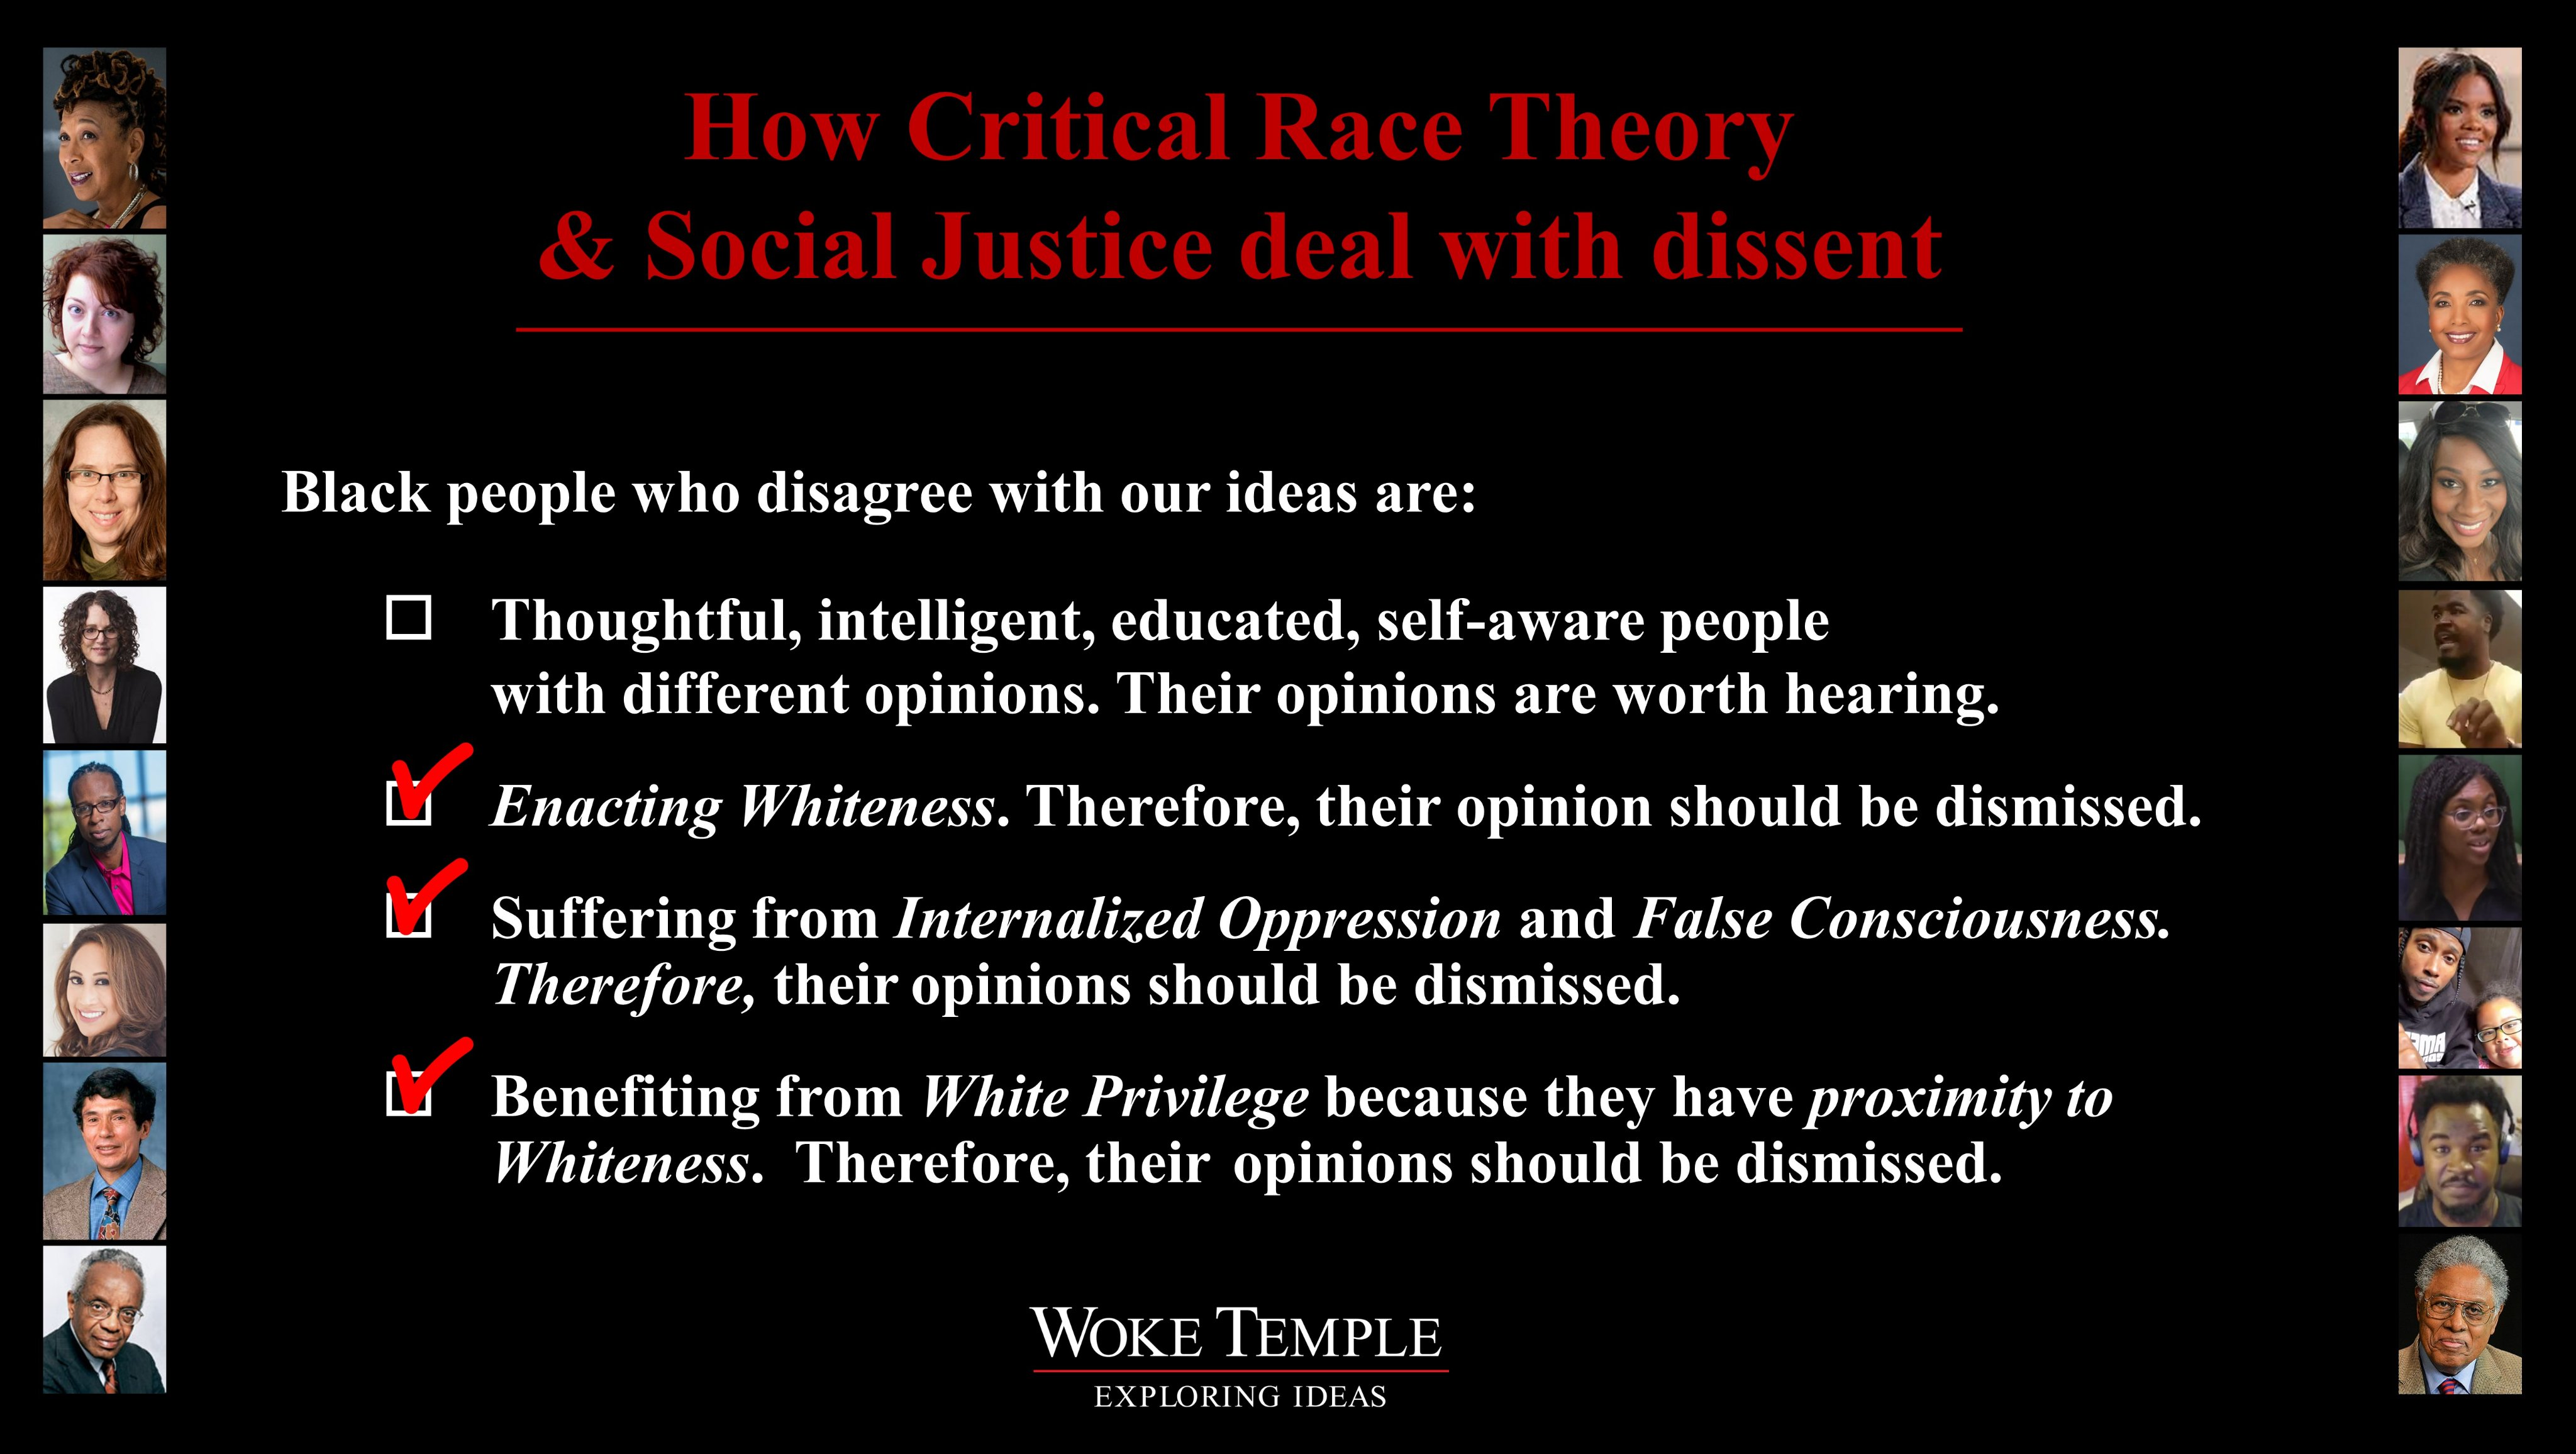 How Critical Race Theory
& Social Justice deal with dissent
Black people who disagree with our ideas are:
Thoughtful, intelligent, educated, self-aware people
with different opinions. Their opinions are worth hearing.
Enacting Whiteness. Therefore, their opinion should be dismissed.
Suffering from Internalized Oppression and False Consciousness.
Therefore, their opinions should be dismissed.
Benefiting from White Privilege because they have proximity to
Whiteness. Therefore, their opinions should be dismissed.
WOKE TEMPLE
EXPLORING IDEAS